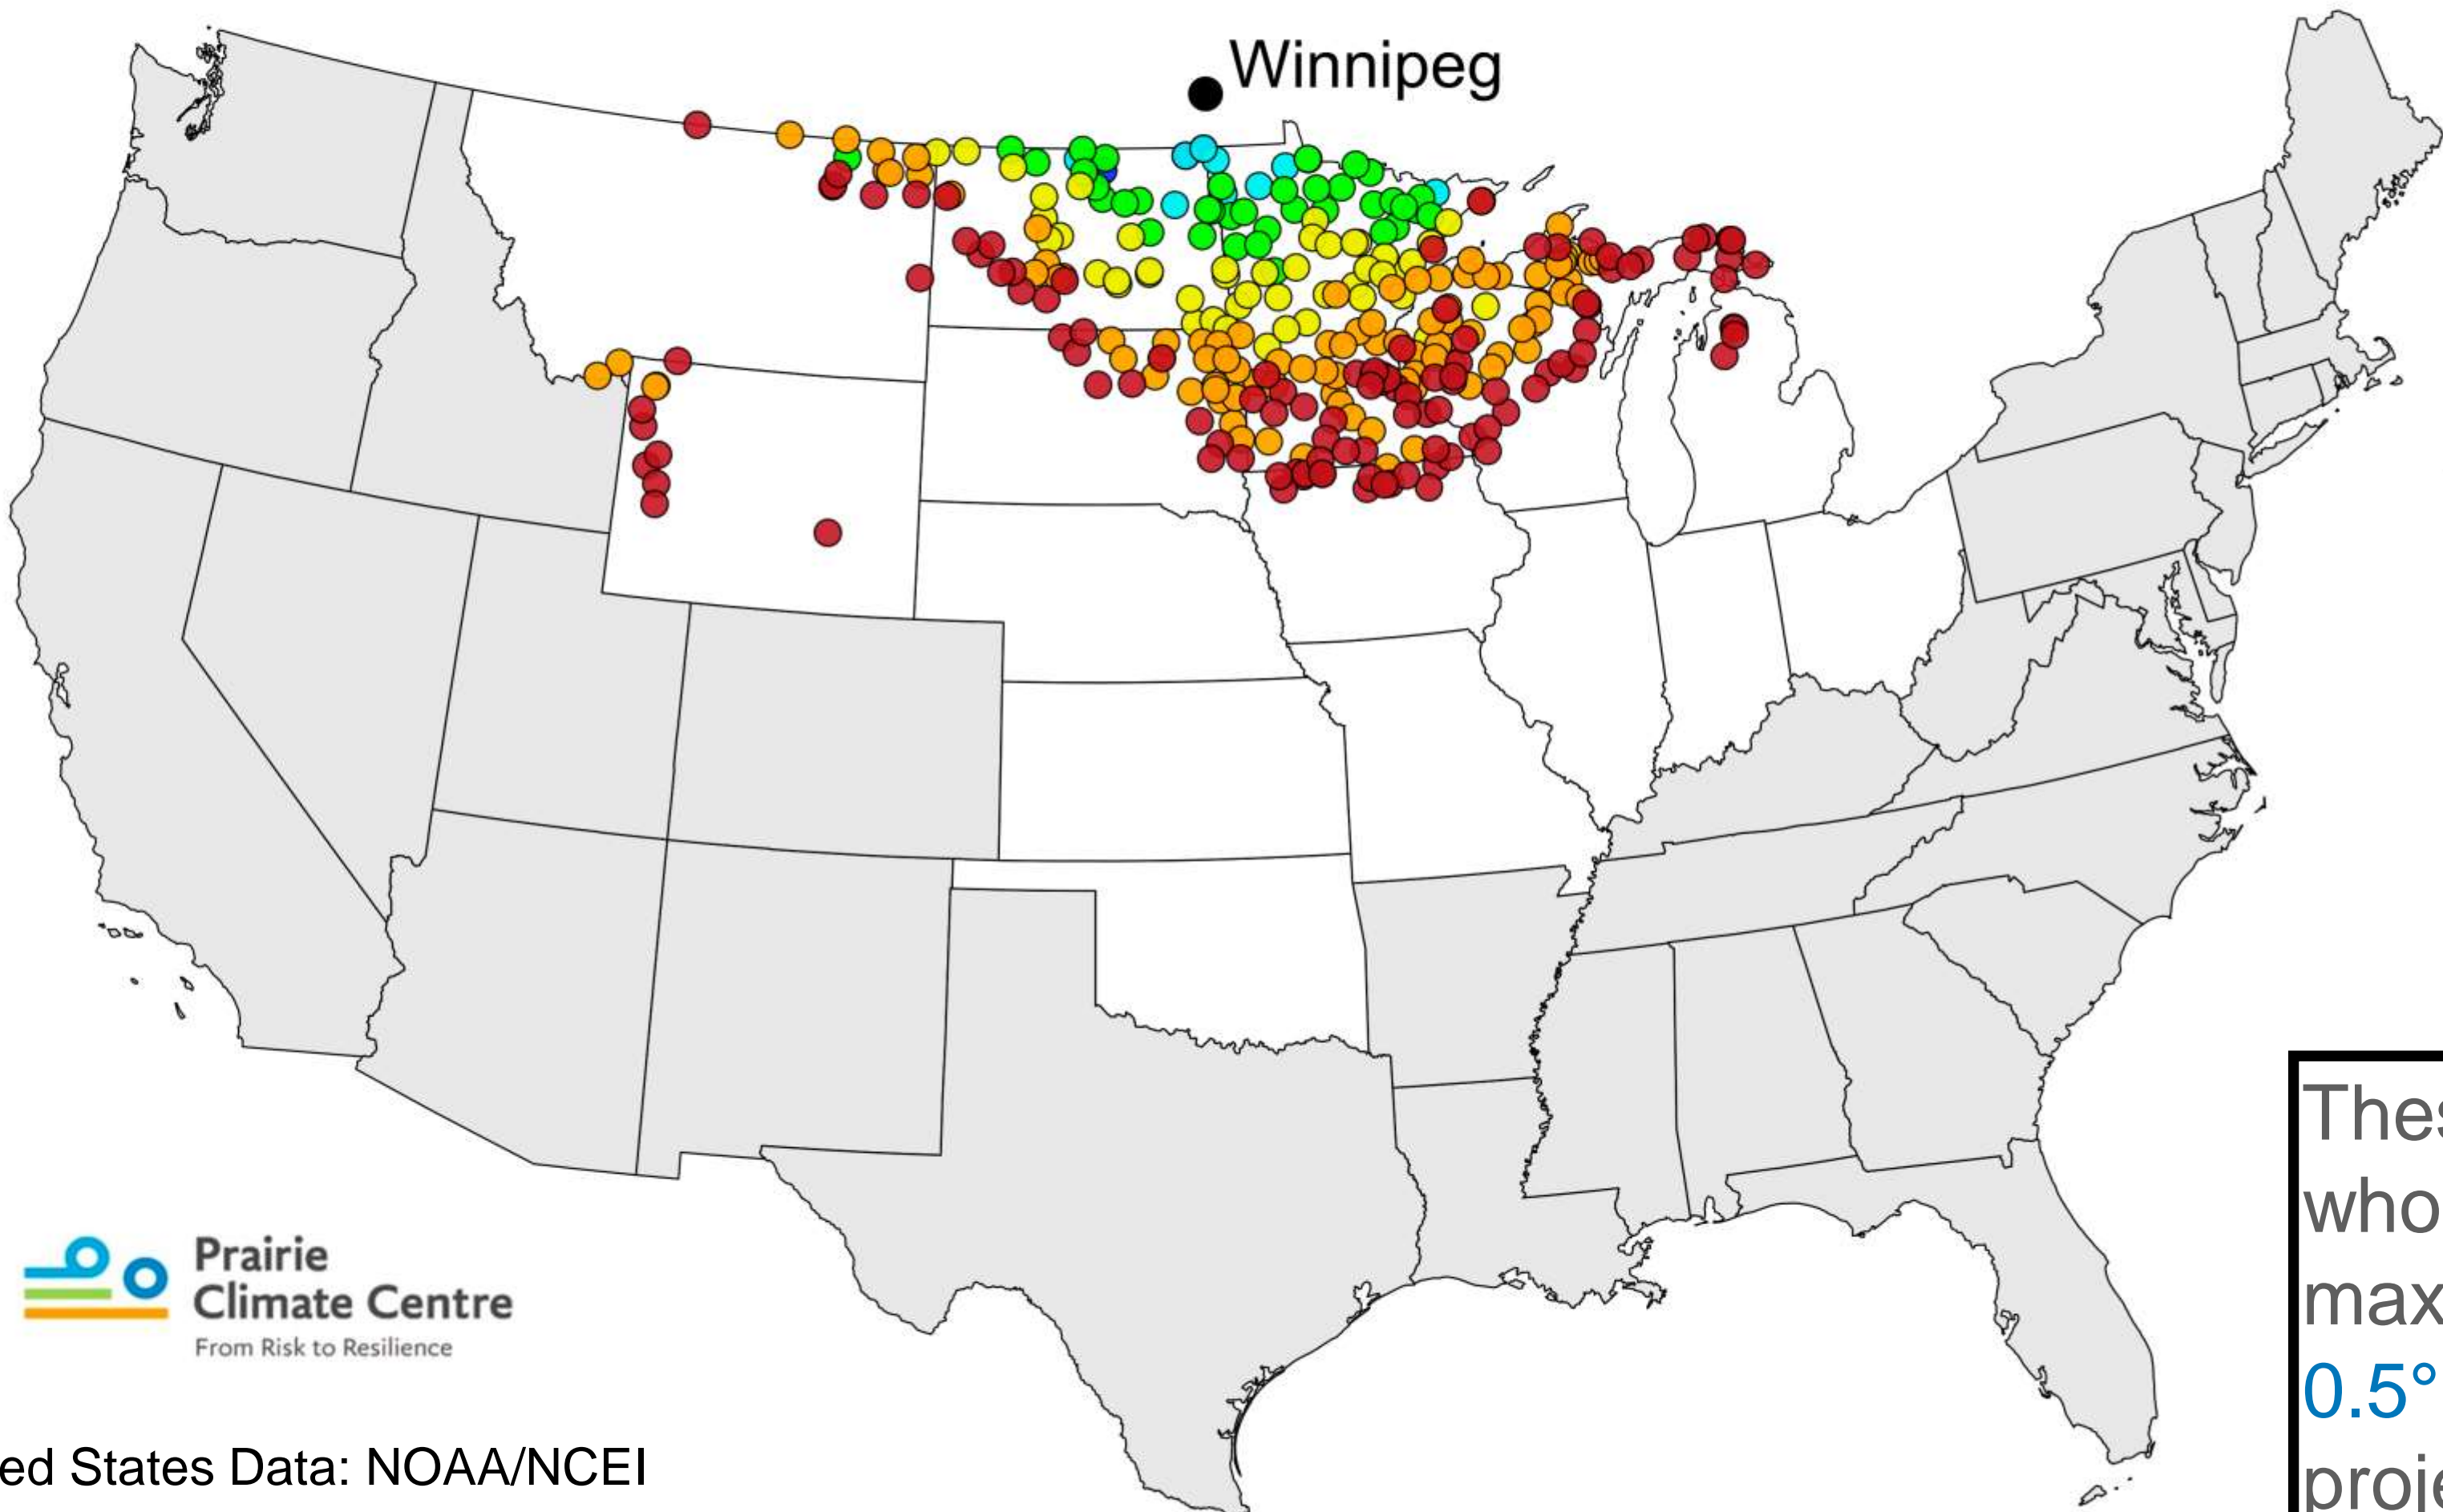 Winnipeg
Prairie
Climate Centre
From Risk to Resilience
ed States Data: NOAA/NCEI
Thes
who
max
0.5°
proje